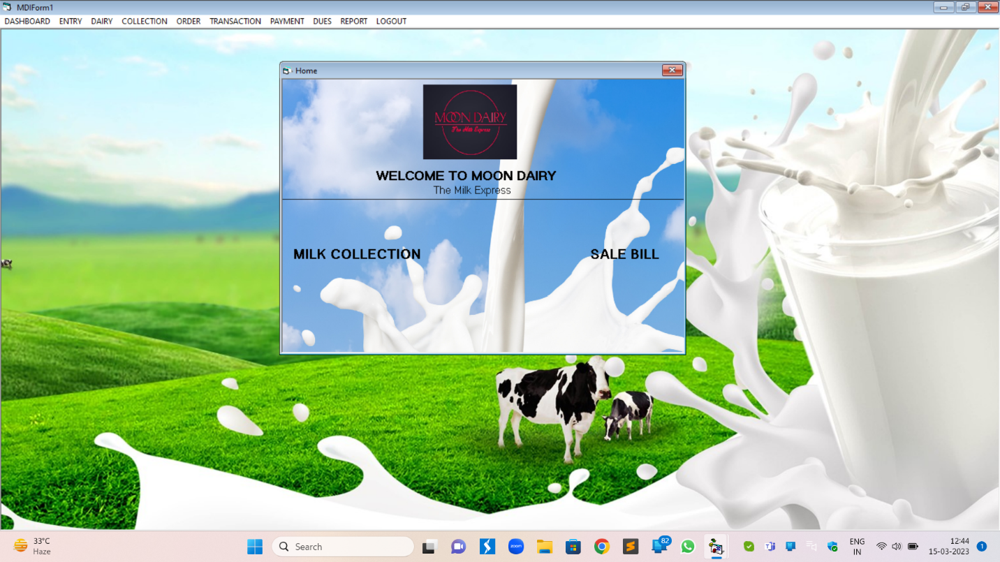 MDIForm1
DASHBOARD ENTRY DAIRY COLLECTION ORDER TRANSACTION PAYMENT DUES REPORT LOGOUT
Home
MOON DAIRY
The Milk Express
WELCOME TO MOON DAIRY
The Milk Express
MILK COLLECTION SALE BILL
33°C
Haze
Search
zoom
82
ENG
IN
12:44
15-03-2023
1